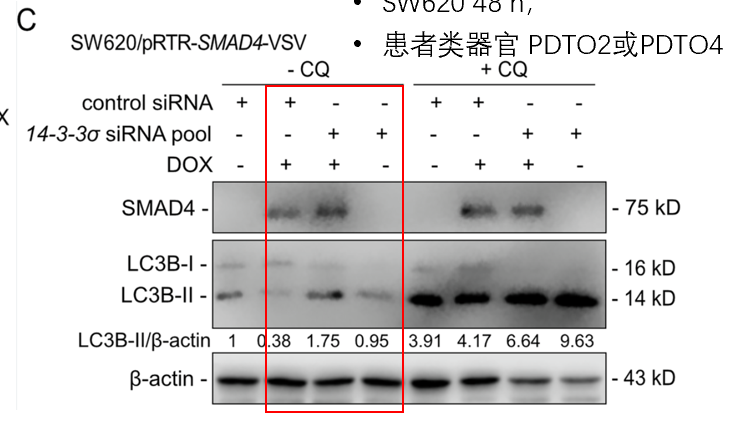 C
• SW620 48 h,
SW620/pRTR-SMAD4-VSV
• 患者类器官 PDTO2或PDTO4
- CQ + CQ
X
control siRNA + + - - + + - -
14-3-3σ siRNA pool - - + + - - + +
DOX - + + - - + + -
SMAD4 - - 75 kD
LC3B-I - - 16 kD
LC3B-II - - 14 kD
LC3B-II/β-actin 1 0.38 1.75 0.95 3.91 4.17 6.64 9.63
β-actin - - 43 kD